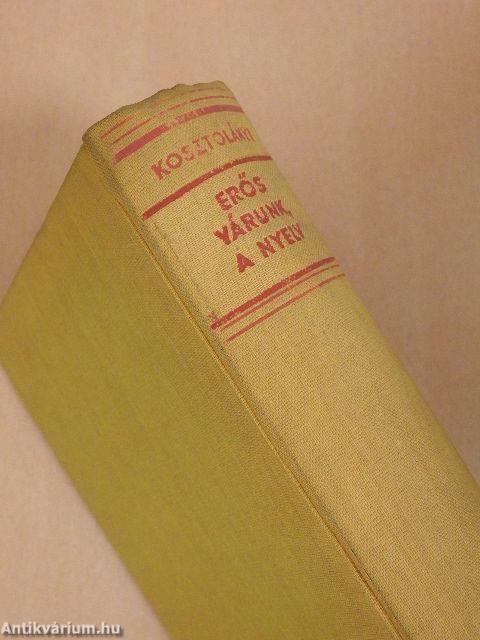 KOSZTOLÁNYI
ERŐS
VÁRUNK,
A NYELV
Antikvárium.hu